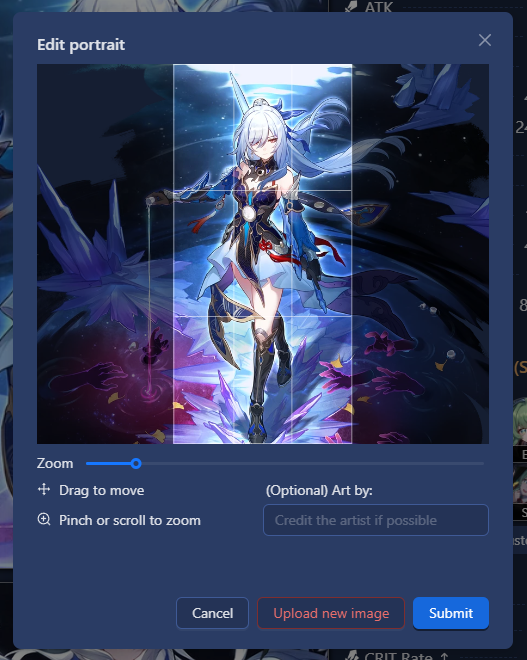 ATK
Edit portrait
Zoom
Drag to move
(Optional) Art by:
Pinch or scroll to zoom
Credit the artist if possible
Cancel
Upload new image
Submit
CRIT Rate